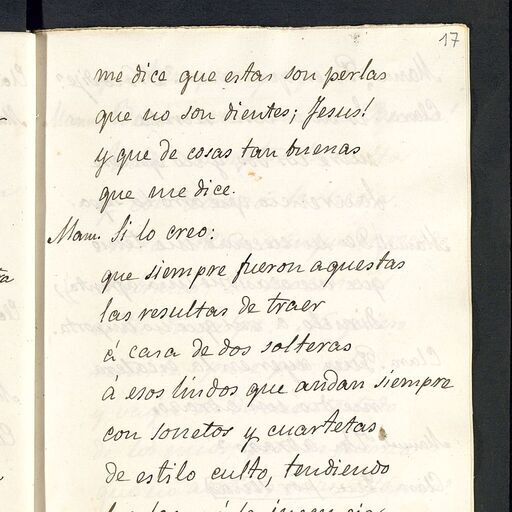 17
me dice que estas son perlas
que no son dientes; Jesus!
y que de cosas tan buenas
que me dice.
Mam. Si lo creo:
que siempre fueron aquestas
las resultas de traer
á casa de dos solteras
á esos lindos que andan siempre
con sonetos y cuartetas
de estilo culto, tendiendo